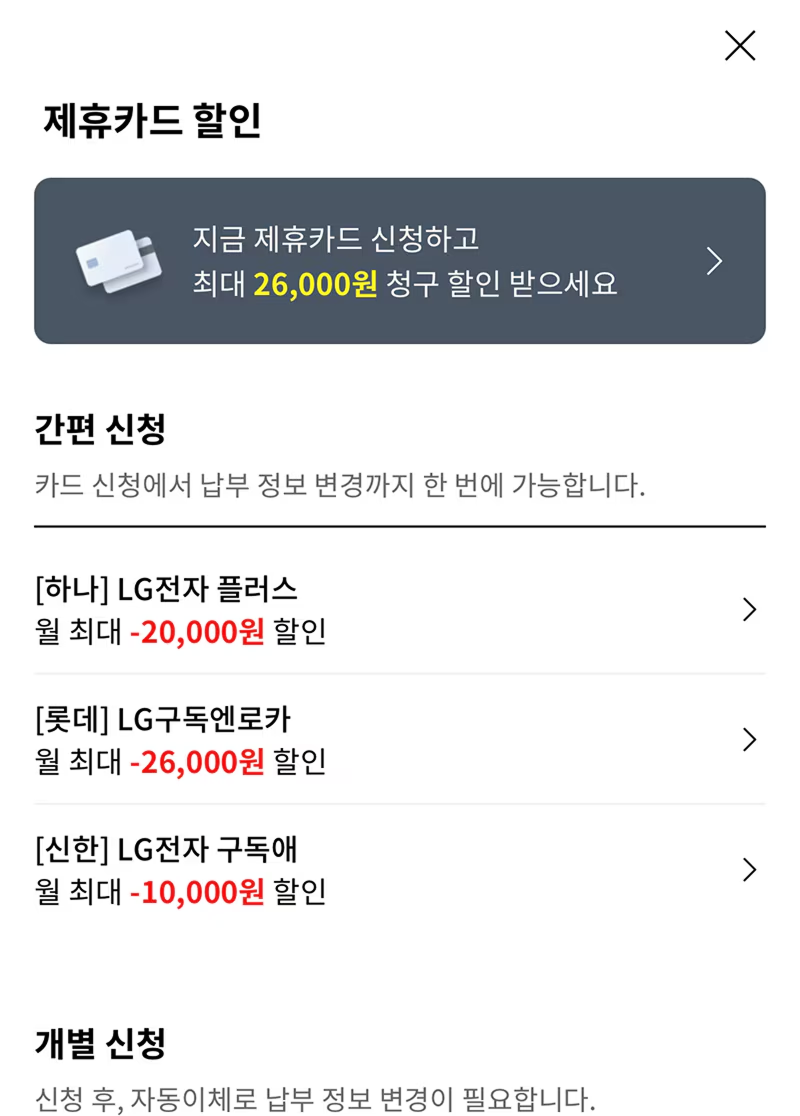 제휴카드 할인
지금 제휴카드 신청하고
최대 26,000원 청구 할인 받으세요
간편 신청
카드 신청에서 납부 정보 변경까지 한 번에 가능합니다.
[하나] LG전자 플러스
월 최대 -20,000원 할인
[롯데] LG구독엔로카
월 최대 -26,000원 할인
[신한] LG전자 구독애
월 최대 -10,000원 할인
개별 신청
신청 후, 자동이체로 납부 정보 변경이 필요합니다.